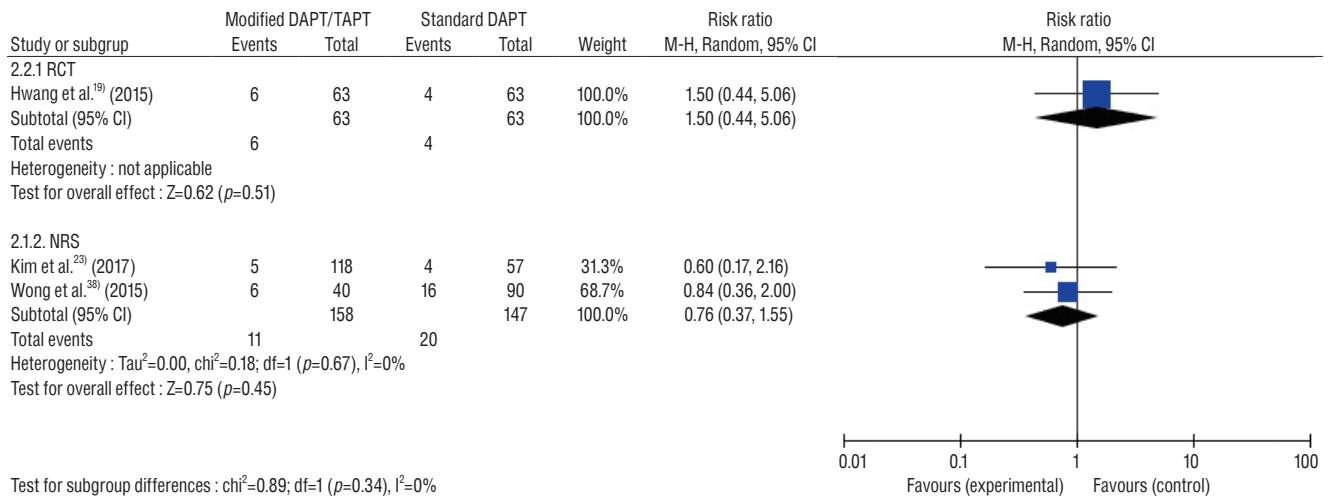 Modified DAPT/TAPT Standard DAPT Risk ratio Risk ratio
Study or subgrup Events Total Events Total Weight M-H, Random, 95% CI M-H, Random, 95% CI
2.2.1 RCT
Hwang et al.19) (2015) 6 63 4 63 100.0% 1.50 (0.44, 5.06)
Subtotal (95% CI) 63 63 100.0% 1.50 (0.44, 5.06)
Total events 6 4
Heterogeneity : not applicable
Test for overall effect : Z=0.62 (p=0.51)
2.1.2. NRS
Kim et al.23) (2017) 5 118 4 57 31.3% 0.60 (0.17, 2.16)
Wong et al.38) (2015) 6 40 16 90 68.7% 0.84 (0.36, 2.00)
Subtotal (95% CI) 158 147 100.0% 0.76 (0.37, 1.55)
Total events 11 20
Heterogeneity : Tau2=0.00, chi2=0.18; df=1 (p=0.67), I2=0%
Test for overall effect : Z=0.75 (p=0.45)
0.01 0.1 1 10 100
Test for subgroup differences : chi2=0.89; df=1 (p=0.34), I2=0% Favours (experimental) Favours (control)